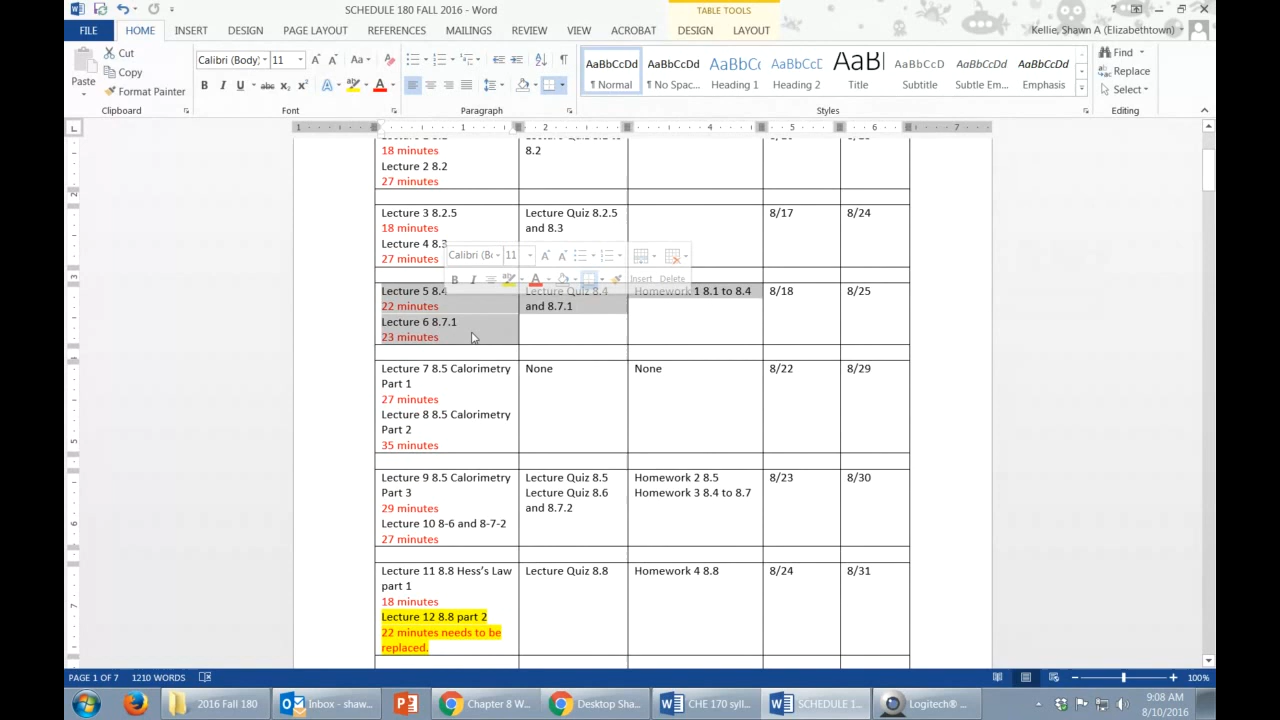 SCHEDULE 180 FALL 2016 - Word
TABLE TOOLS
FILE
HOME
INSERT
DESIGN
PAGE LAYOUT
REFERENCES
MAILINGS
REVIEW
VIEW
ACROBAT
DESIGN
LAYOUT
Kellie, Shawn A (Elizabethtown)
Paste
Cut
Copy
Format Painter
Clipboard
Calibri (Body)
11
Font
Paragraph
AaBbCcDd
¶ Normal
AaBbCcDd
¶ No Spac...
AaBbCc
Heading 1
AaBbCcD
Heading 2
AaBl
Title
AaBbCcD
Subtitle
AaBbCcDd
Subtle Em...
AaBbCcDd
Emphasis
Styles
Find
Replace
Select
Editing
18 minutes
Lecture 2 8.2
27 minutes
8.2
Lecture 3 8.2.5
18 minutes
Lecture 4 8.3
27 minutes
Lecture Quiz 8.2.5
and 8.3
8/17
8/24
Calibri (Bo
11
Insert
Delete
Lecture 5 8.4
22 minutes
Lecture 6 8.7.1
23 minutes
Lecture Quiz 8.4
and 8.7.1
Homework 1 8.1 to 8.4
8/18
8/25
Lecture 7 8.5 Calorimetry
Part 1
27 minutes
Lecture 8 8.5 Calorimetry
Part 2
35 minutes
None
None
8/22
8/29
Lecture 9 8.5 Calorimetry
Part 3
29 minutes
Lecture 10 8-6 and 8-7-2
27 minutes
Lecture Quiz 8.5
Lecture Quiz 8.6
and 8.7.2
Homework 2 8.5
Homework 3 8.4 to 8.7
8/23
8/30
Lecture 11 8.8 Hess's Law
part 1
18 minutes
Lecture 12 8.8 part 2
22 minutes needs to be
replaced.
Lecture Quiz 8.8
Homework 4 8.8
8/24
8/31
PAGE 1 OF 7
1210 WORDS
100%
2016 Fall 180
Inbox - shaw...
Chapter 8 W...
Desktop Sha...
CHE 170 syll...
SCHEDULE 1...
Logitech® ...
9:08 AM
8/10/2016